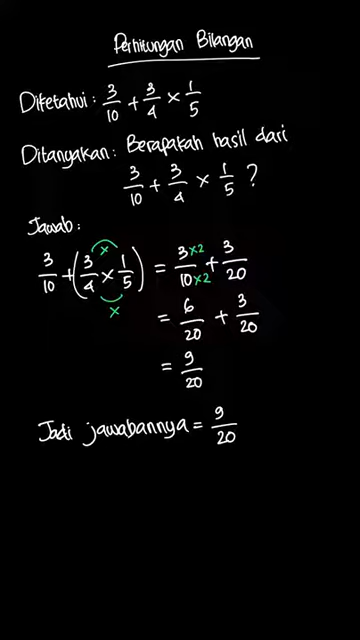 Perhitungan Bilangan
Diketahui : 3/10 + 3/4 × 1/5
Ditanyakan : Berapakah hasil dari
3/10 + 3/4 × 1/5 ?
Jawab :
3/10 + (3/4 × 1/5) = 3×2/10×2 + 3/20
× ×
= 6/20 + 3/20
= 9/20
Jadi jawabannya = 9/20